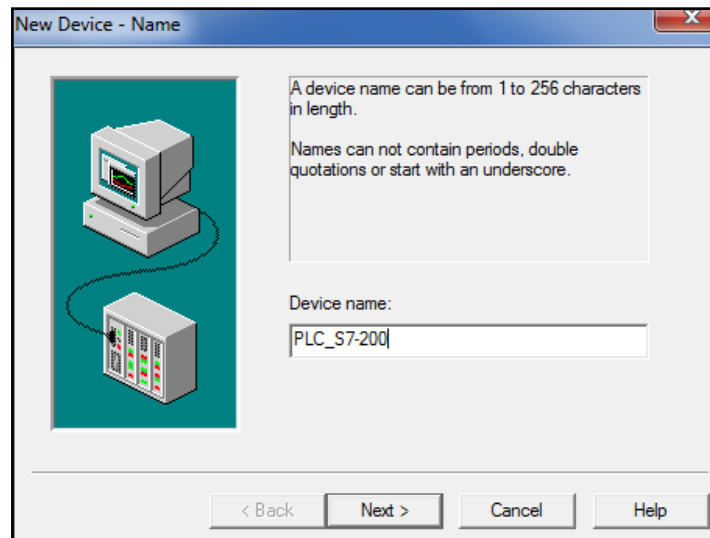 New Device - Name
A device name can be from 1 to 256 characters
in length.
Names can not contain periods, double
quotations or start with an underscore.
Device name:
PLC_S7-200
< Back
Next >
Cancel
Help